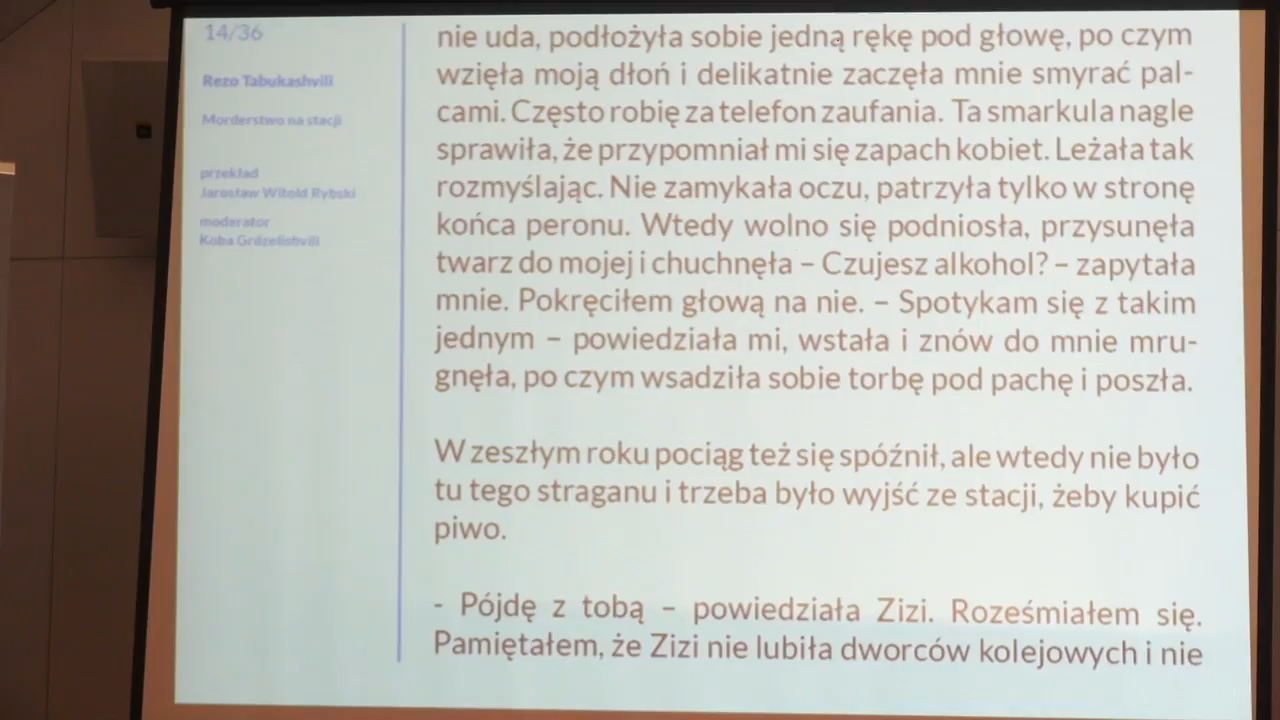 14/36
Rezo Tabukashvili
Morderstwo na stacji
przekład
Jarosław Witold Rybski
moderator
Koba Grdzelishvili
nie uda, podłożyła sobie jedną rękę pod głowę, po czym
wzięła moją dłoń i delikatnie zaczęła mnie smyrać pal-
cami. Często robię za telefon zaufania. Ta smarkula nagle
sprawiła, że przypomniał mi się zapach kobiet. Leżała tak
rozmyślając. Nie zamykała oczu, patrzyła tylko w stronę
końca peronu. Wtedy wolno się podniosła, przysunęła
twarz do mojej i chuchnęła – Czujesz alkohol? – zapytała
mnie. Pokręciłem głową na nie. – Spotykam się z takim
jednym – powiedziała mi, wstała i znów do mnie mru-
gnęła, po czym wsadziła sobie torbę pod pachę i poszła.
W zeszłym roku pociąg też się spóźnił, ale wtedy nie było
tu tego straganu i trzeba było wyjść ze stacji, żeby kupić
piwo.
- Pójdę z tobą – powiedziała Zizi. Roześmiałem się.
Pamiętałem, że Zizi nie lubiła dworców kolejowych i nie